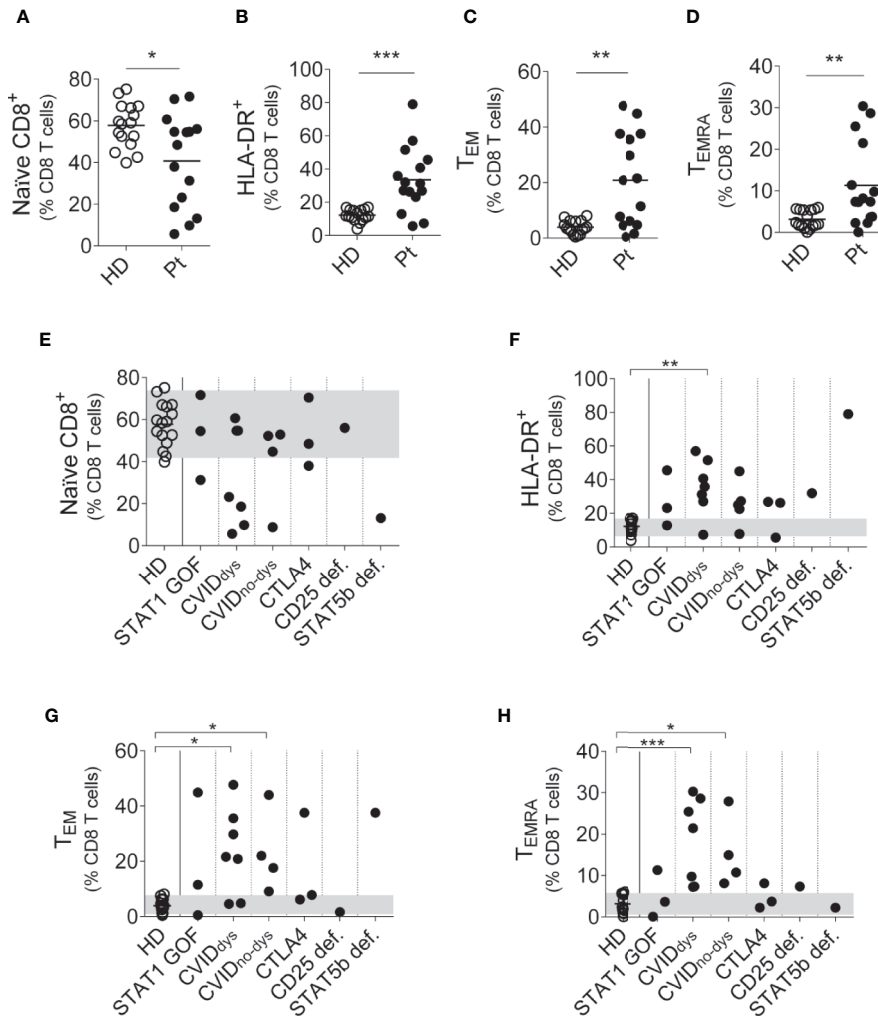 A
Naïve CD8+
(% CD8 T cells)
80
60
40
20
0
*
HD
Pt
B
HLA-DR+
(% CD8 T cells)
100
80
60
40
20
0
***
HD
Pt
C
TEM
(% CD8 T cells)
60
40
20
0
**
HD
Pt
D
TEMRA
(% CD8 T cells)
40
30
20
10
0
**
HD
Pt
E
Naïve CD8+
(% CD8 T cells)
80
60
40
20
0
HD
STAT1 GOF
CVIDdys
CVIDno-dys
CTLA4
CD25 def.
STAT5b def.
F
HLA-DR+
(% CD8 T cells)
100
80
60
40
20
0
**
HD
STAT1 GOF
CVIDdys
CVIDno-dys
CTLA4
CD25 def.
STAT5b def.
G
TEM
(% CD8 T cells)
60
40
20
0
*
*
HD
STAT1 GOF
CVIDdys
CVIDno-dys
CTLA4
CD25 def.
STAT5b def.
H
TEMRA
(% CD8 T cells)
40
30
20
10
0
*
***
HD
STAT1 GOF
CVIDdys
CVIDno-dys
CTLA4
CD25 def.
STAT5b def.